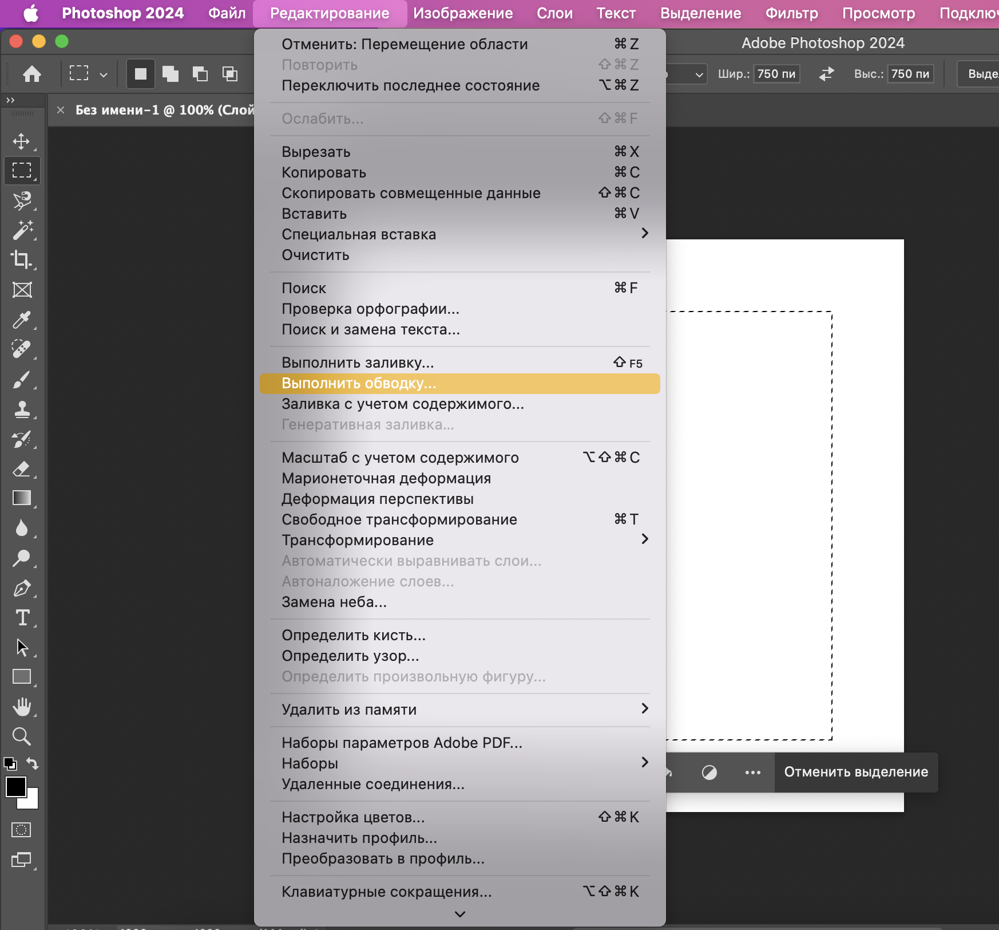 Photoshop 2024 Файл Редактирование Изображение Слои Текст Выделение Фильтр Просмотр
Adobe Photoshop 2024
Шир.: 750 пи Выс.: 750 пи
Без имени-1 @ 100% (Слой
Отменить: Перемещение области ⌘Z
Повторить ⇧⌘Z
Переключить последнее состояние ⌥⌘Z
Ослабить... ⇧⌘F
Вырезать ⌘X
Копировать ⌘C
Скопировать совмещенные данные ⇧⌘C
Вставить ⌘V
Специальная вставка
Очистить
Поиск ⌘F
Проверка орфографии...
Поиск и замена текста...
Выполнить заливку... ⇧F5
Выполнить обводку...
Заливка с учетом содержимого...
Генеративная заливка...
Масштаб с учетом содержимого ⌥⇧⌘C
Марионеточная деформация
Деформация перспективы
Свободное трансформирование ⌘T
Трансформирование
Автоматически выравнивать слои...
Автоналожение слоев...
Замена неба...
Определить кисть...
Определить узор...
Определить произвольную фигуру...
Удалить из памяти
Наборы параметров Adobe PDF...
Наборы
Удаленные соединения...
Отменить выделение
Настройка цветов... ⇧⌘K
Назначить профиль...
Преобразовать в профиль...
Клавиатурные сокращения... ⌥⇧⌘K